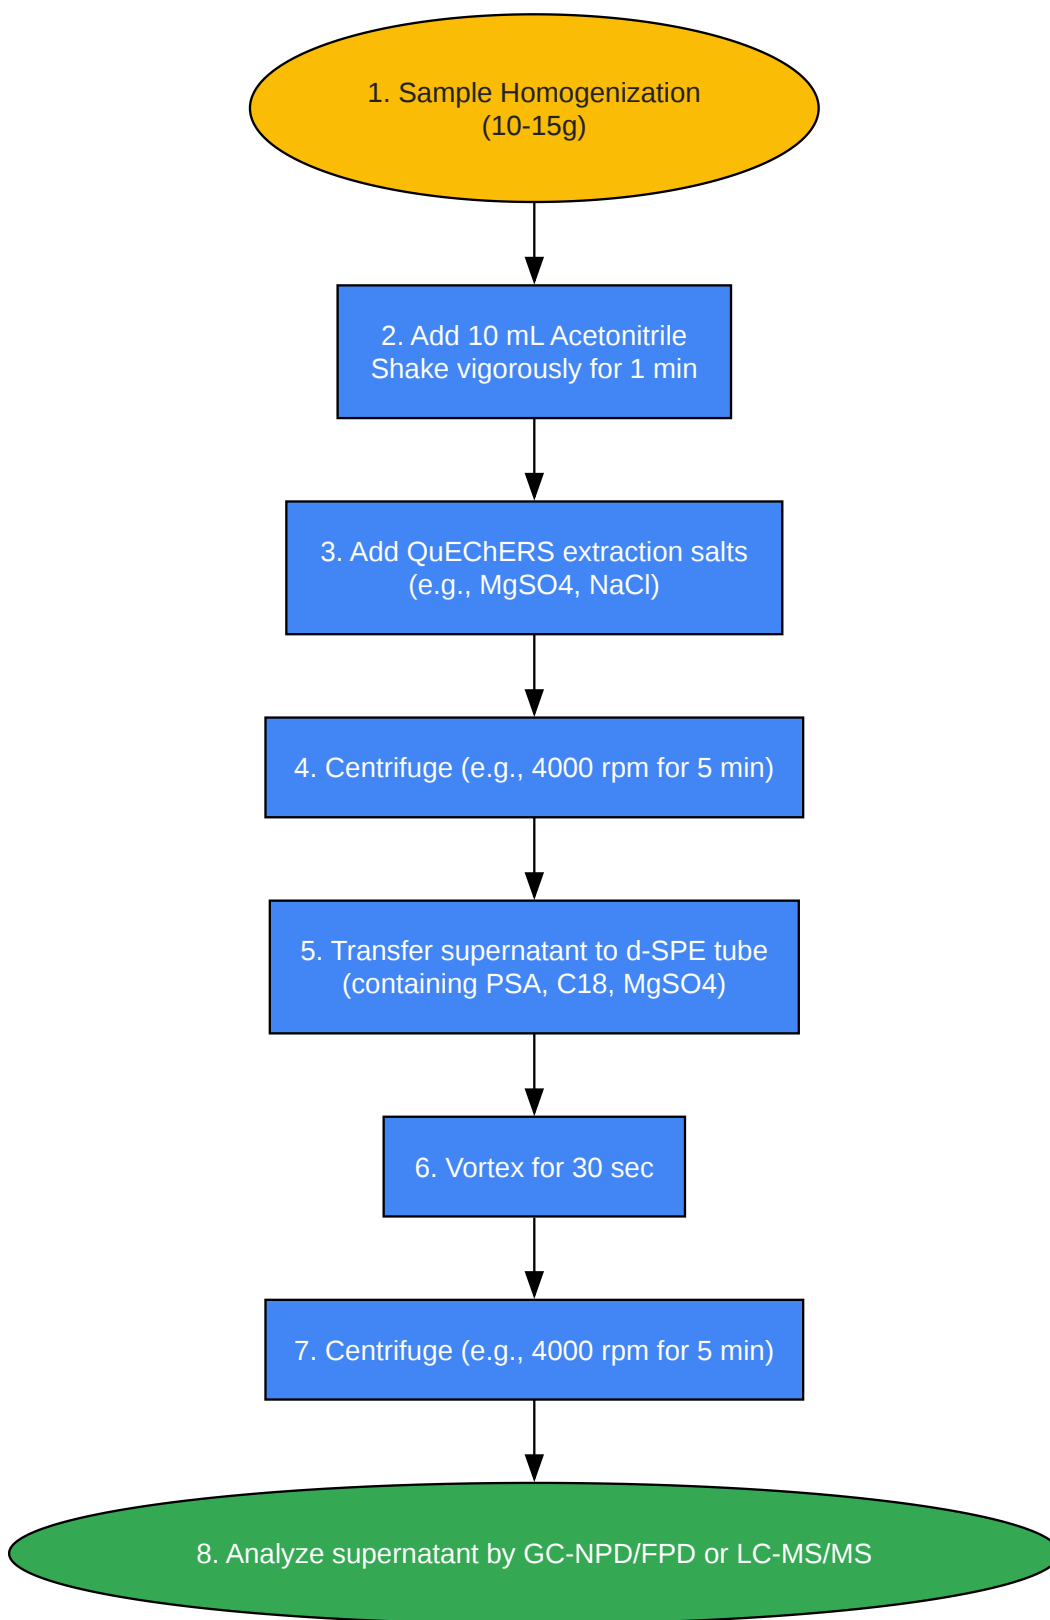 1. Sample Homogenization
(10-15g)
2. Add 10 mL Acetonitrile
Shake vigorously for 1 min
3. Add QuEChERS extraction salts
(e.g., MgSO4, NaCl)
4. Centrifuge (e.g., 4000 rpm for 5 min)
5. Transfer supernatant to d-SPE tube
(containing PSA, C18, MgSO4)
6. Vortex for 30 sec
7. Centrifuge (e.g., 4000 rpm for 5 min)
8. Analyze supernatant by GC-NPD/FPD or LC-MS/MS